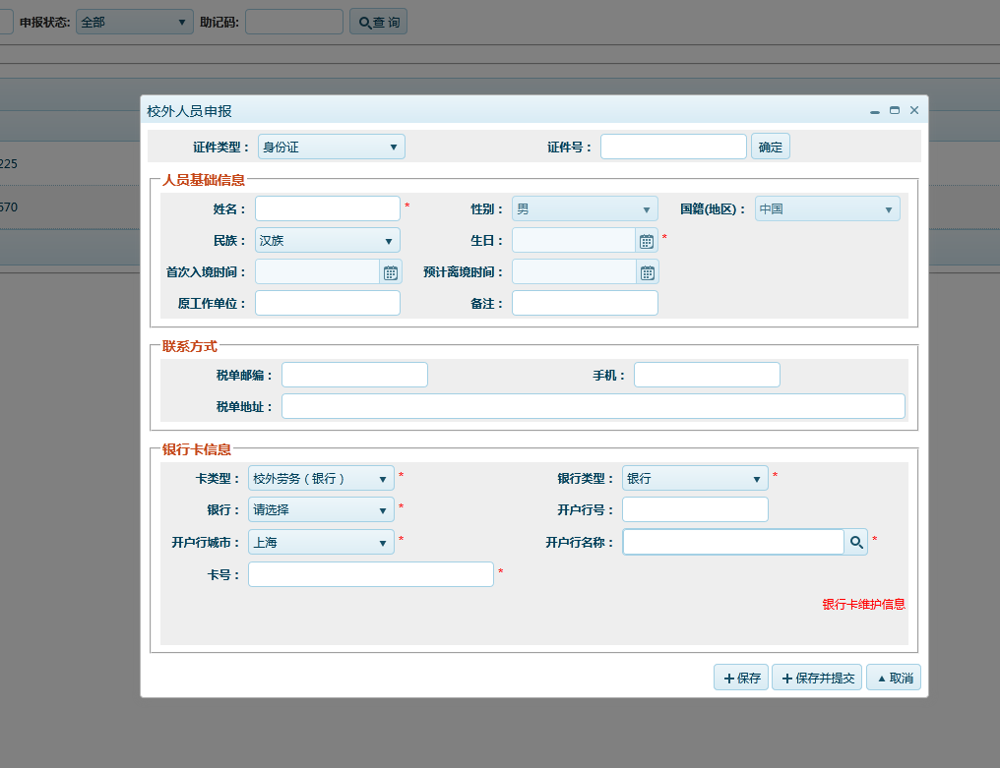 申报状态: 全部 助记码: 查 询
校外人员申报
证件类型： 身份证 证件号： 确定
225
人员基础信息
570
姓名： * 性别： 男 国籍(地区)： 中国
民族： 汉族 生日： *
首次入境时间： 预计离境时间：
原工作单位： 备注：
联系方式
税单邮编： 手机：
税单地址：
银行卡信息
卡类型： 校外劳务（银行） * 银行类型： 银行 *
银行： 请选择 * 开户行号：
开户行城市： 上海 * 开户行名称： *
卡号： *
银行卡维护信息
保存 保存并提交 取消